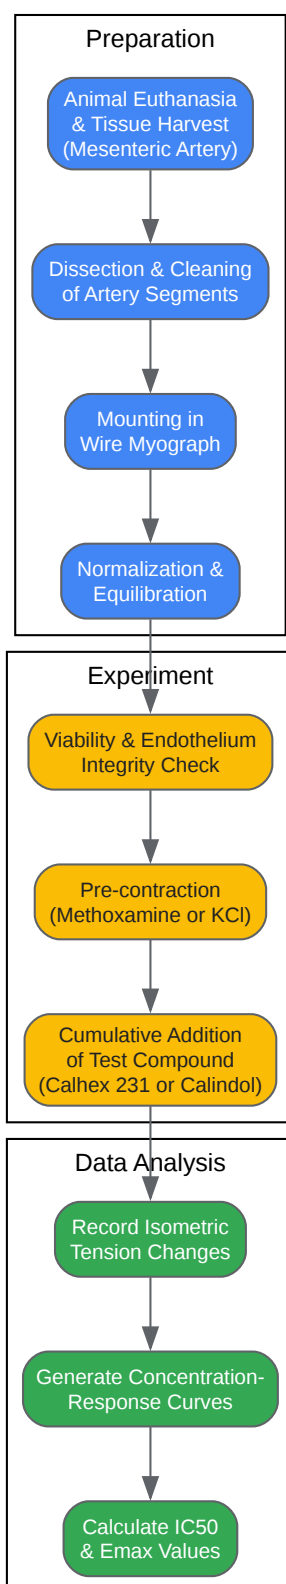 Preparation
Animal Euthanasia
& Tissue Harvest
(Mesenteric Artery)
Dissection & Cleaning
of Artery Segments
Mounting in
Wire Myograph
Normalization &
Equilibration
Experiment
Viability & Endothelium
Integrity Check
Pre-contraction
(Methoxamine or KCl)
Cumulative Addition
of Test Compound
(Calhex 231 or Calindol)
Data Analysis
Record Isometric
Tension Changes
Generate Concentration-
Response Curves
Calculate IC50
& Emax Values